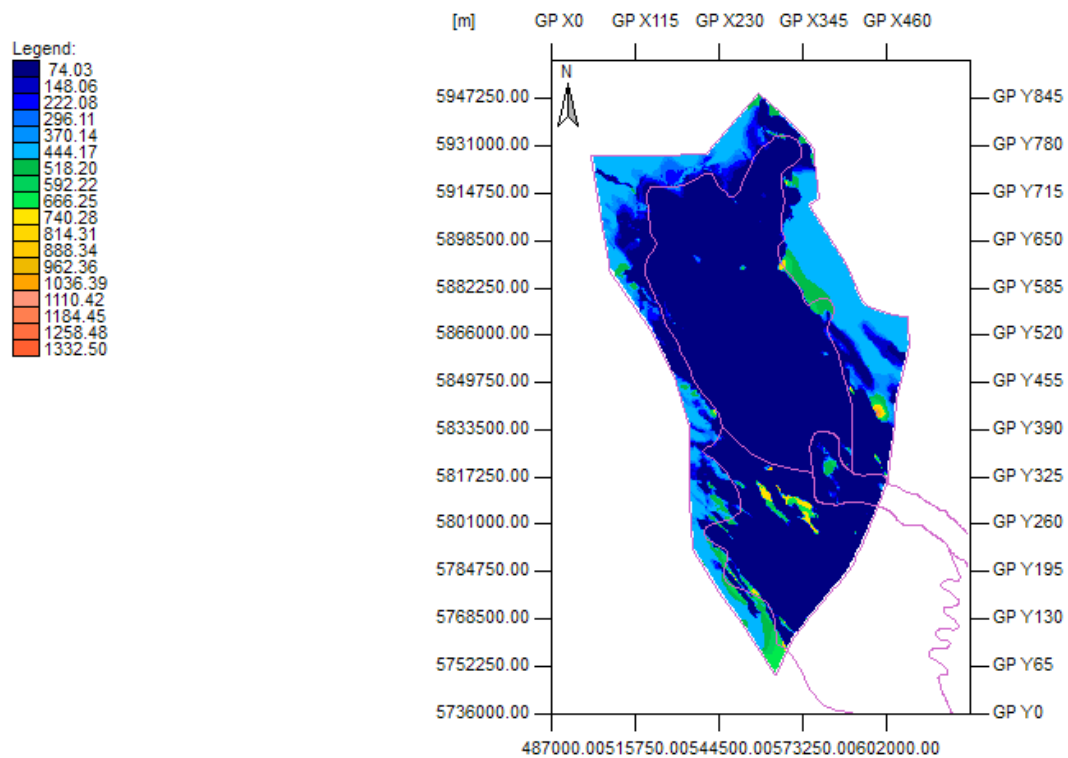 [m] GP X0 GP X115 GP X230 GP X345 GP X460
Legend:
74.03
148.06
222.08
296.11
370.14
444.17
518.20
592.22
666.25
740.28
814.31
888.34
962.36
1036.39
1110.42
1184.45
1258.48
1332.50
N
5947250.00 GP Y845
5931000.00 GP Y780
5914750.00 GP Y715
5898500.00 GP Y650
5882250.00 GP Y585
5866000.00 GP Y520
5849750.00 GP Y455
5833500.00 GP Y390
5817250.00 GP Y325
5801000.00 GP Y260
5784750.00 GP Y195
5768500.00 GP Y130
5752250.00 GP Y65
5736000.00 GP Y0
487000.00515750.00544500.00573250.00602000.00